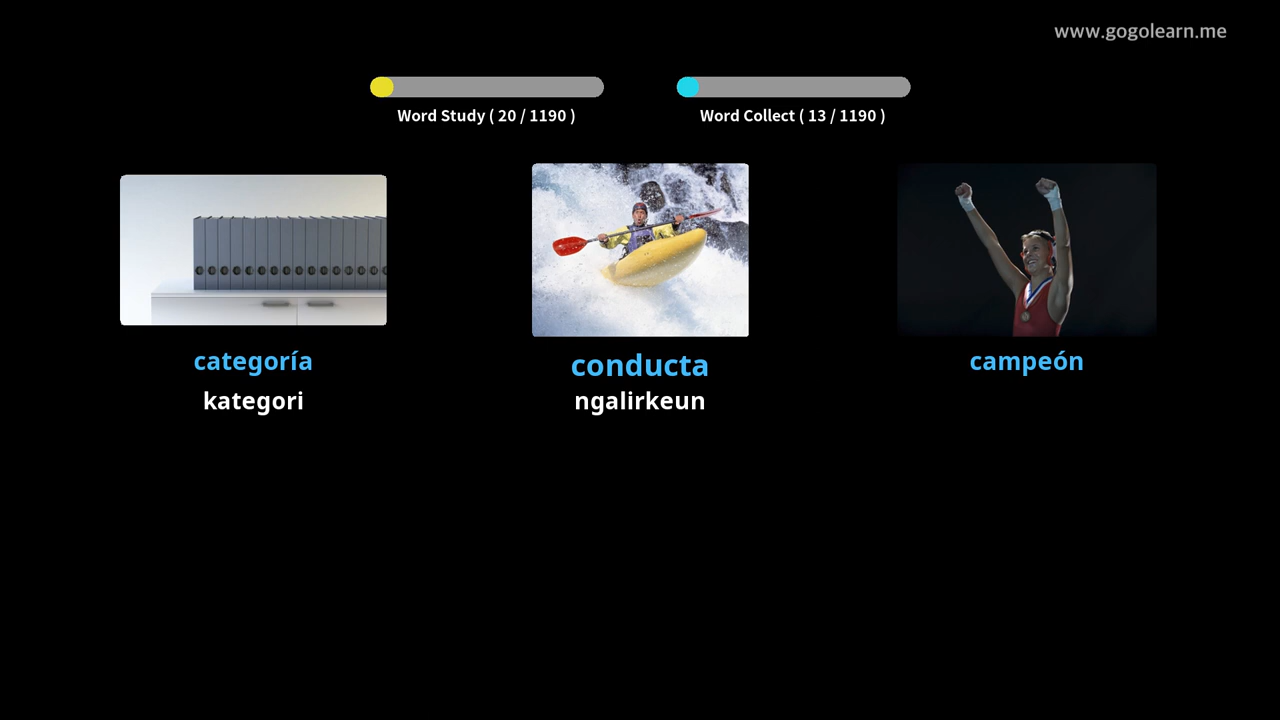 www.gogolearn.me
Word Study ( 20 / 1190 )
Word Collect ( 13 / 1190 )
categoría
kategori
conducta
ngalirkeun
campeón